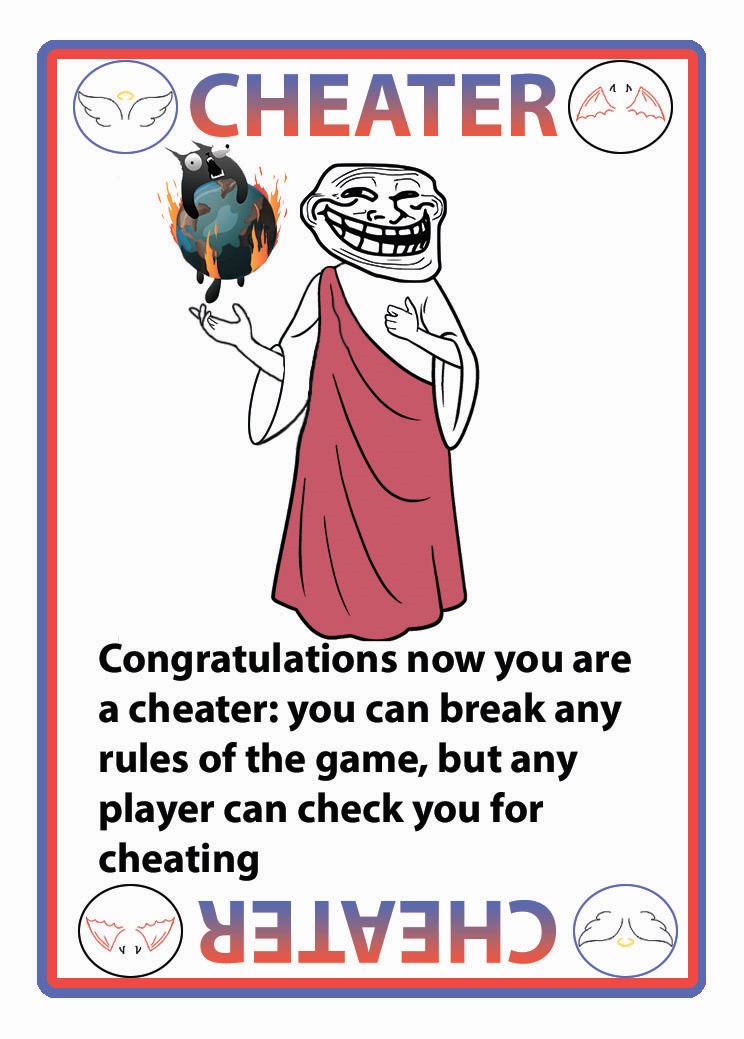 CHEATER
Congratulations now you are
a cheater: you can break any
rules of the game, but any
player can check you for
cheating
CHEATER